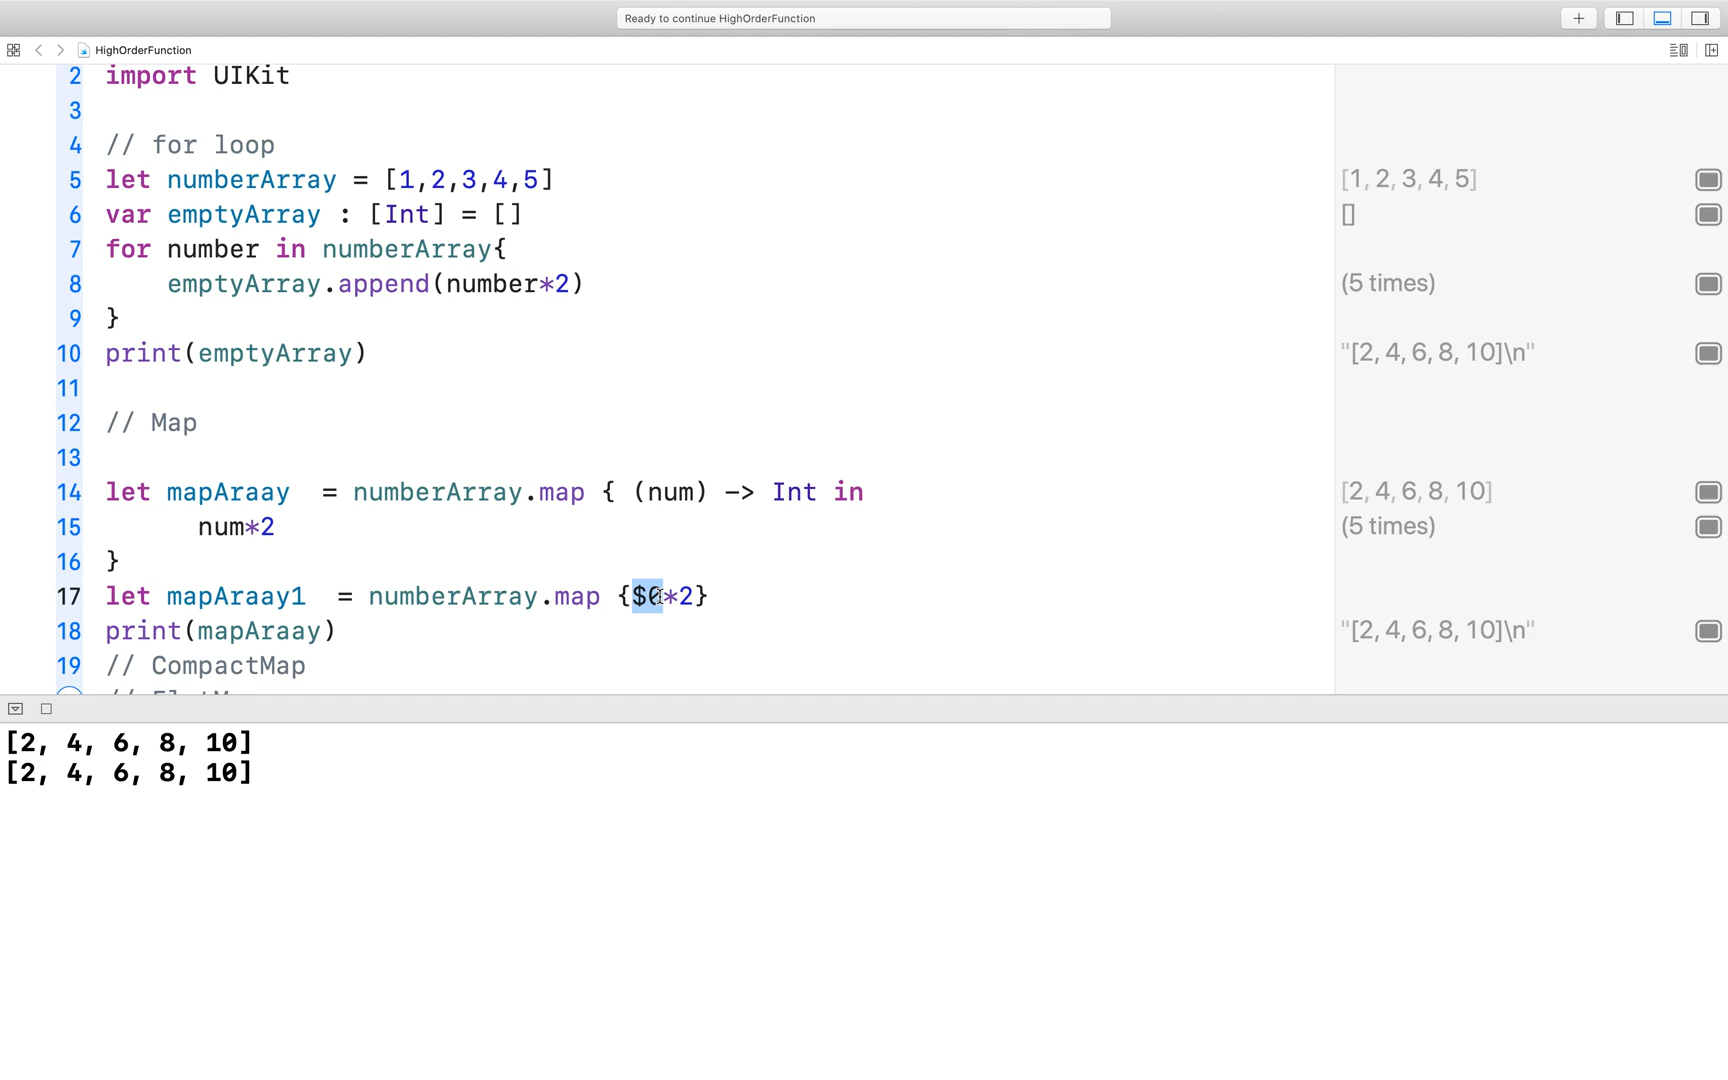 Ready to continue HighOrderFunction
HighOrderFunction
2 import UIKit
3
4 // for loop
5 let numberArray = [1,2,3,4,5] [1, 2, 3, 4, 5]
6 var emptyArray : [Int] = [] []
7 for number in numberArray{
8 emptyArray.append(number*2) (5 times)
9 }
10 print(emptyArray) "[2, 4, 6, 8, 10]\n"
11
12 // Map
13
14 let mapAraay = numberArray.map { (num) -> Int in [2, 4, 6, 8, 10]
15 num*2 (5 times)
16 }
17 let mapAraay1 = numberArray.map {$0*2}
18 print(mapAraay) "[2, 4, 6, 8, 10]\n"
19 // CompactMap
[2, 4, 6, 8, 10]
[2, 4, 6, 8, 10]